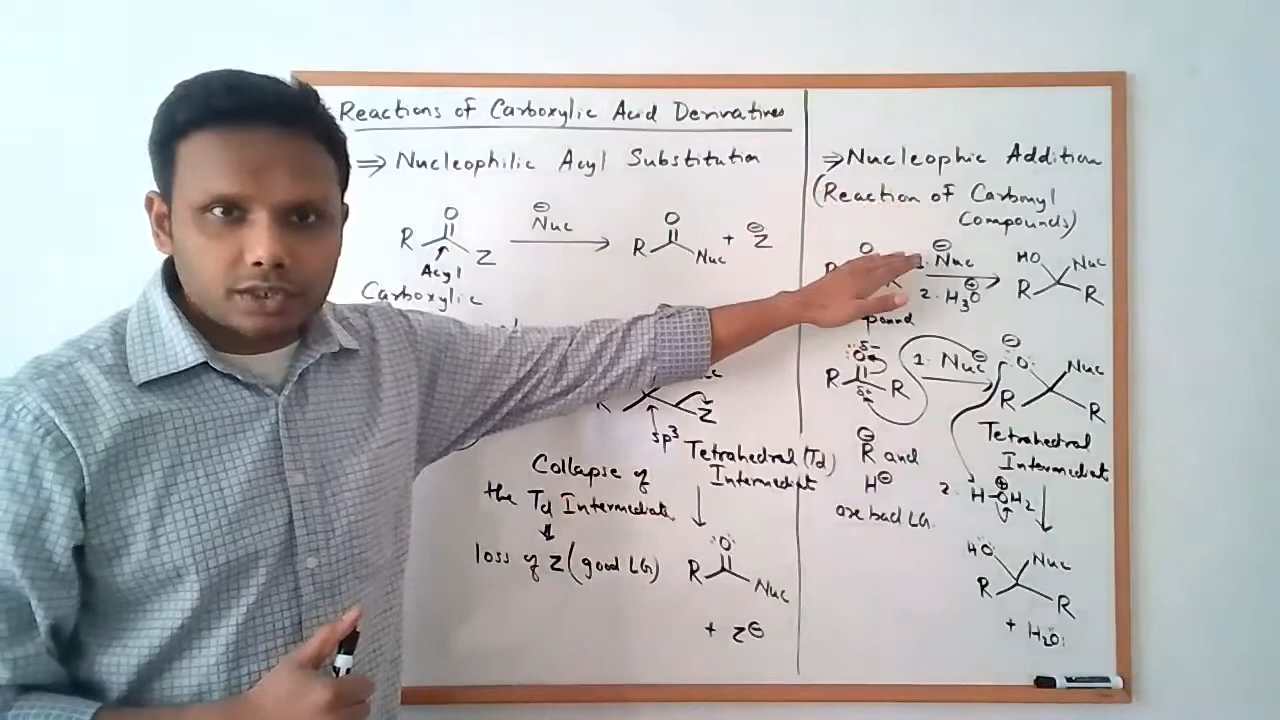 Reactions of Carboxylic Acid Derivatives
⇒ Nucleophilic Acyl Substitution
O
R Z
Acyl
Carboxylic
⊖
Nuc
O
R Nuc
+ ⊖
Z
sp³
Z
Tetrahedral (Td)
Intermediate
Collapse of
the Td Intermediate
loss of Z (good LG)
:O:
R Nuc
+ Z⊖
⇒ Nucleophic Addition
(Reaction of Carbonyl
Compounds)
O
⊖
Nuc
2. H3O⊕
HO Nuc
R R
pound
δ-
:O:
R δ+ R
1. Nuc⊖
⊖
:O: Nuc
R R
Tetrahedral
Intermediate
⊖
R and
H⊖
are bad LG.
2. H-OH2
⊕
HO: Nuc
R R
+ H2O: